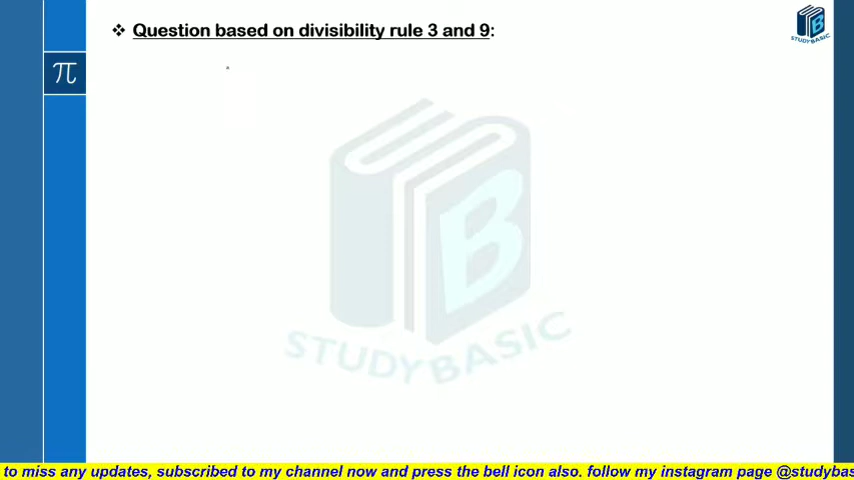 ❖ Question based on divisibility rule 3 and 9:
STUDYBASIC
π
B
STUDYBASIC
to miss any updates, subscribed to my channel now and press the bell icon also. follow my instagram page @studybas